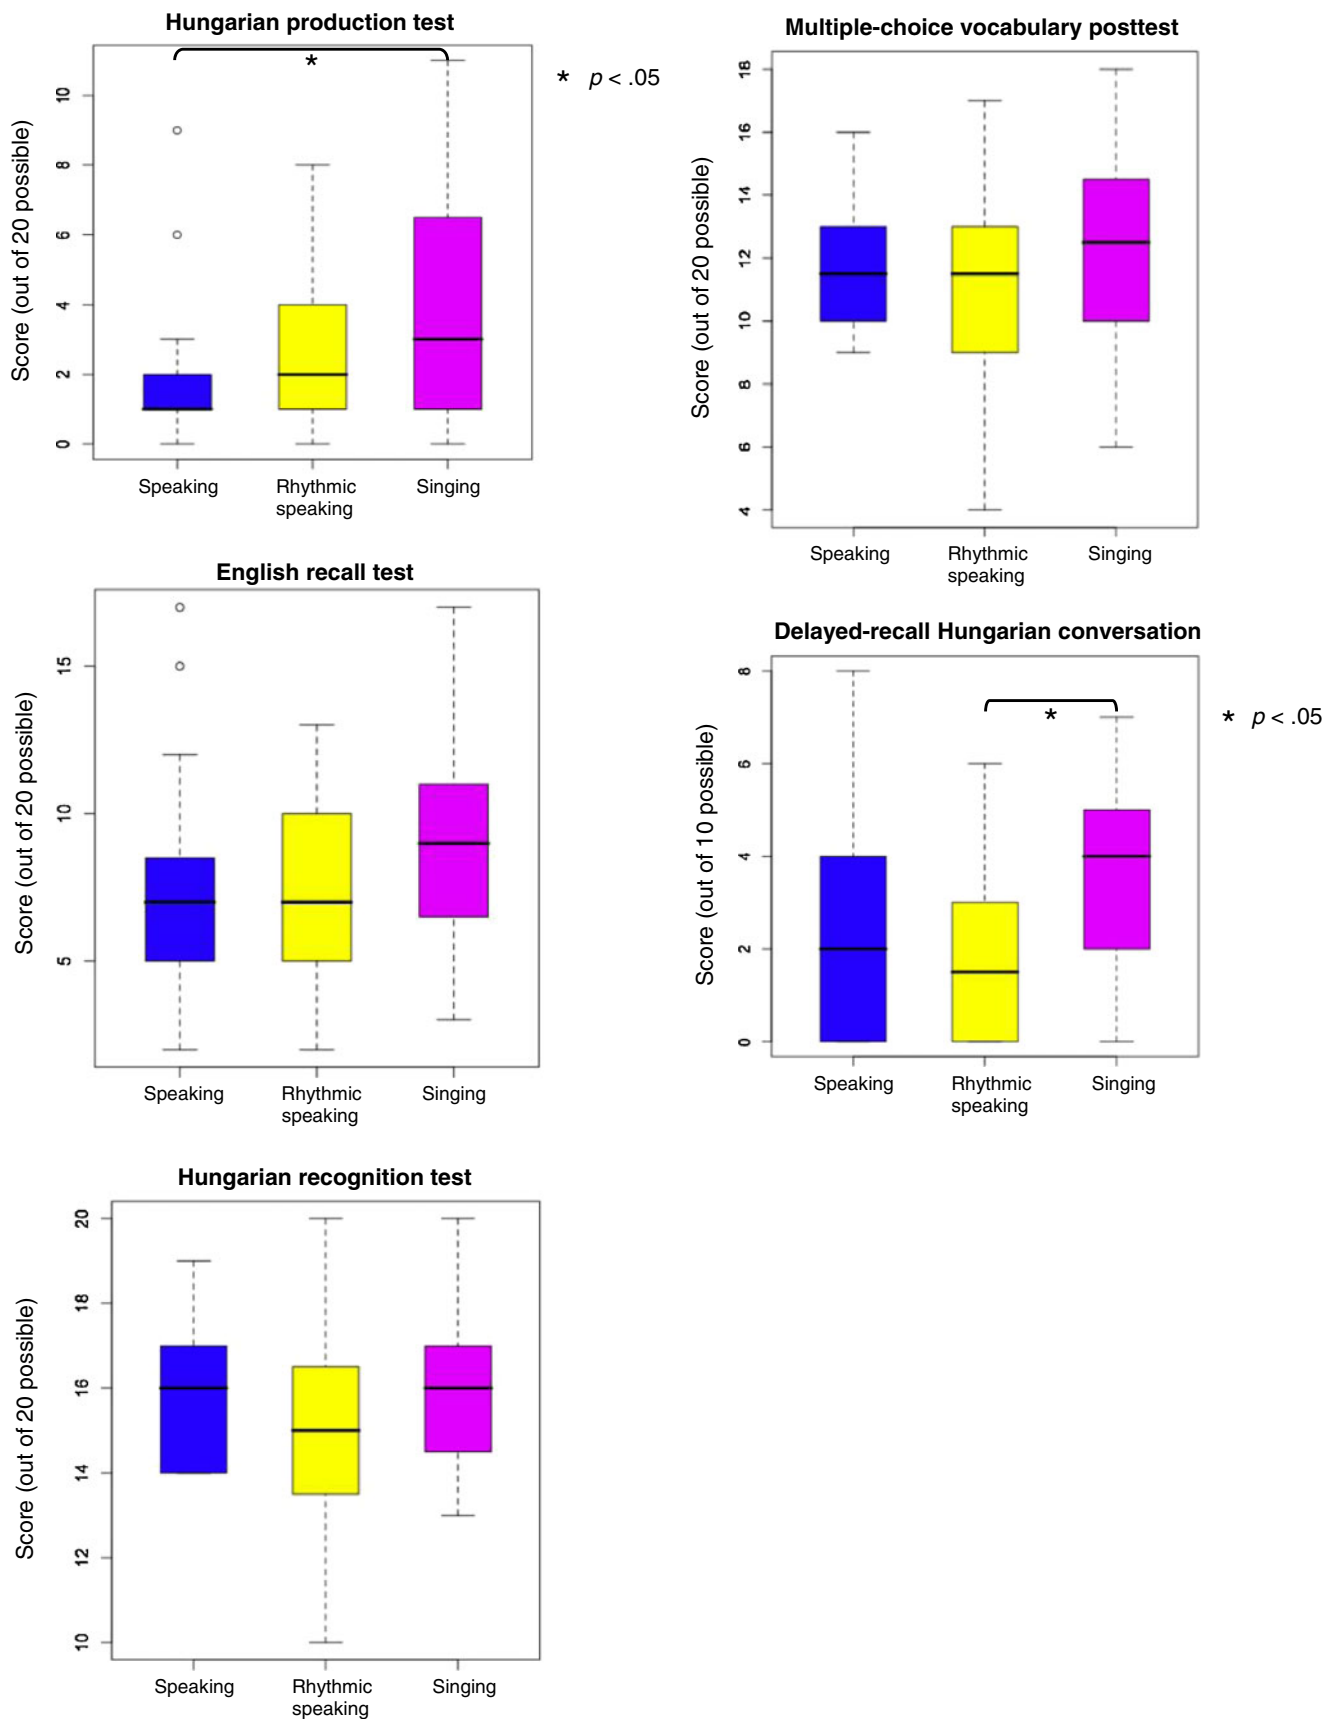 Hungarian production test
*
* p < .05
Score (out of 20 possible)
10
8
6
4
2
0
Speaking
Rhythmic
speaking
Singing
Multiple-choice vocabulary posttest
Score (out of 20 possible)
18
16
14
12
10
8
6
4
Speaking
Rhythmic
speaking
Singing
English recall test
Score (out of 20 possible)
15
10
5
Speaking
Rhythmic
speaking
Singing
Delayed-recall Hungarian conversation
*
* p < .05
Score (out of 10 possible)
8
6
4
2
0
Speaking
Rhythmic
speaking
Singing
Hungarian recognition test
Score (out of 20 possible)
20
18
16
14
12
10
Speaking
Rhythmic
speaking
Singing